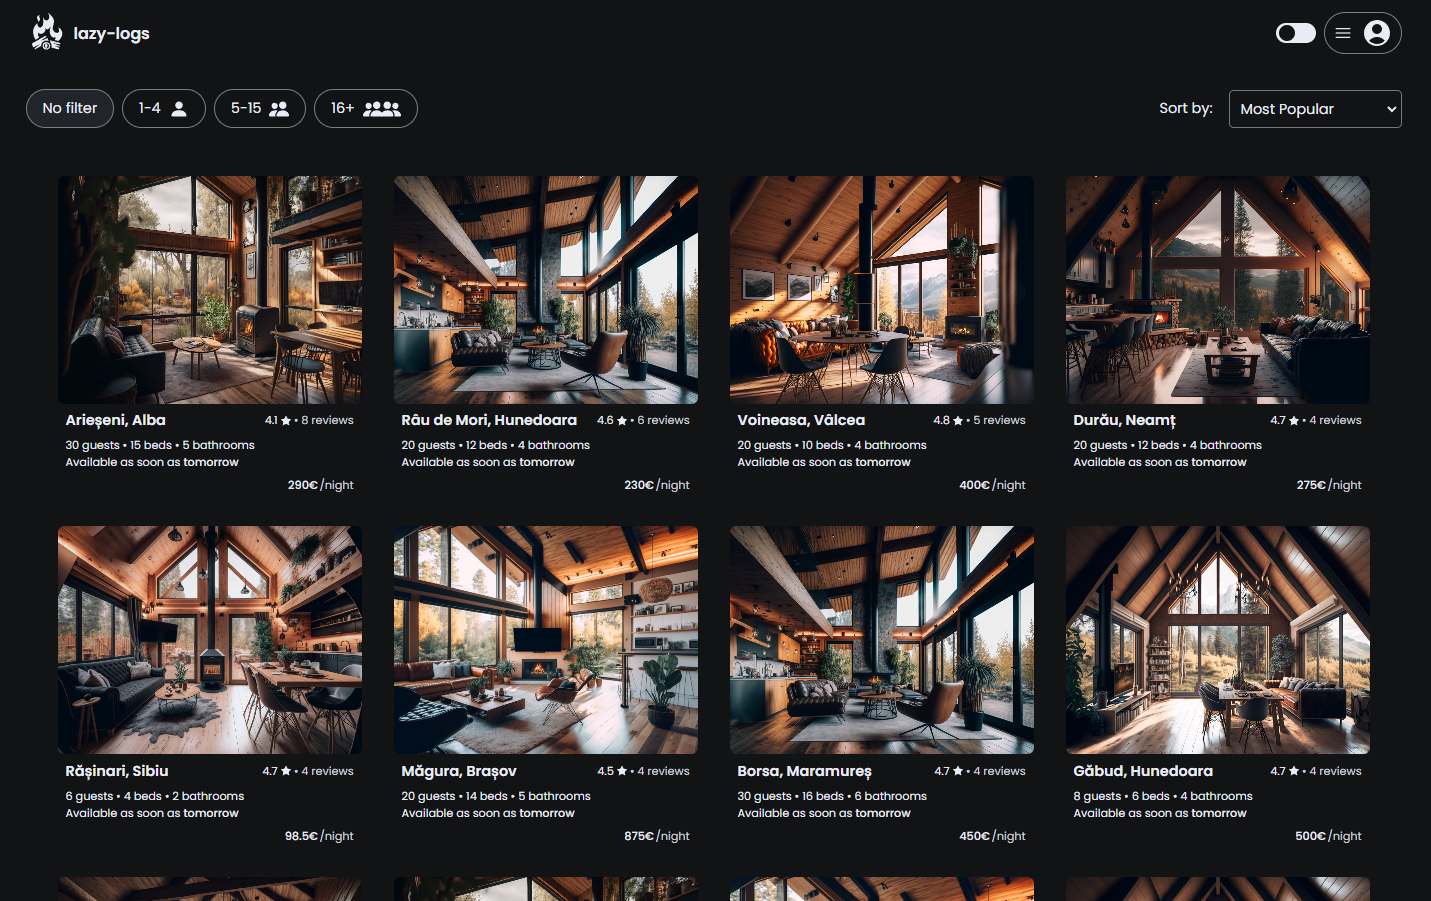 lazy-logs
No filter
1-4
5-15
16+
Sort by:
Most Popular
Arieșeni, Alba
4.1 ★ • 8 reviews
30 guests • 15 beds • 5 bathrooms
Available as soon as tomorrow
290€/night
Râu de Mori, Hunedoara
4.6 ★ • 6 reviews
20 guests • 12 beds • 4 bathrooms
Available as soon as tomorrow
230€/night
Voineasa, Vâlcea
4.8 ★ • 5 reviews
20 guests • 10 beds • 4 bathrooms
Available as soon as tomorrow
400€/night
Durău, Neamț
4.7 ★ • 4 reviews
20 guests • 12 beds • 4 bathrooms
Available as soon as tomorrow
275€/night
Rășinari, Sibiu
4.7 ★ • 4 reviews
6 guests • 4 beds • 2 bathrooms
Available as soon as tomorrow
98.5€/night
Măgura, Brașov
4.5 ★ • 4 reviews
20 guests • 14 beds • 5 bathrooms
Available as soon as tomorrow
875€/night
Borsa, Maramureș
4.7 ★ • 4 reviews
30 guests • 16 beds • 6 bathrooms
Available as soon as tomorrow
450€/night
Găbud, Hunedoara
4.7 ★ • 4 reviews
8 guests • 6 beds • 4 bathrooms
Available as soon as tomorrow
500€/night